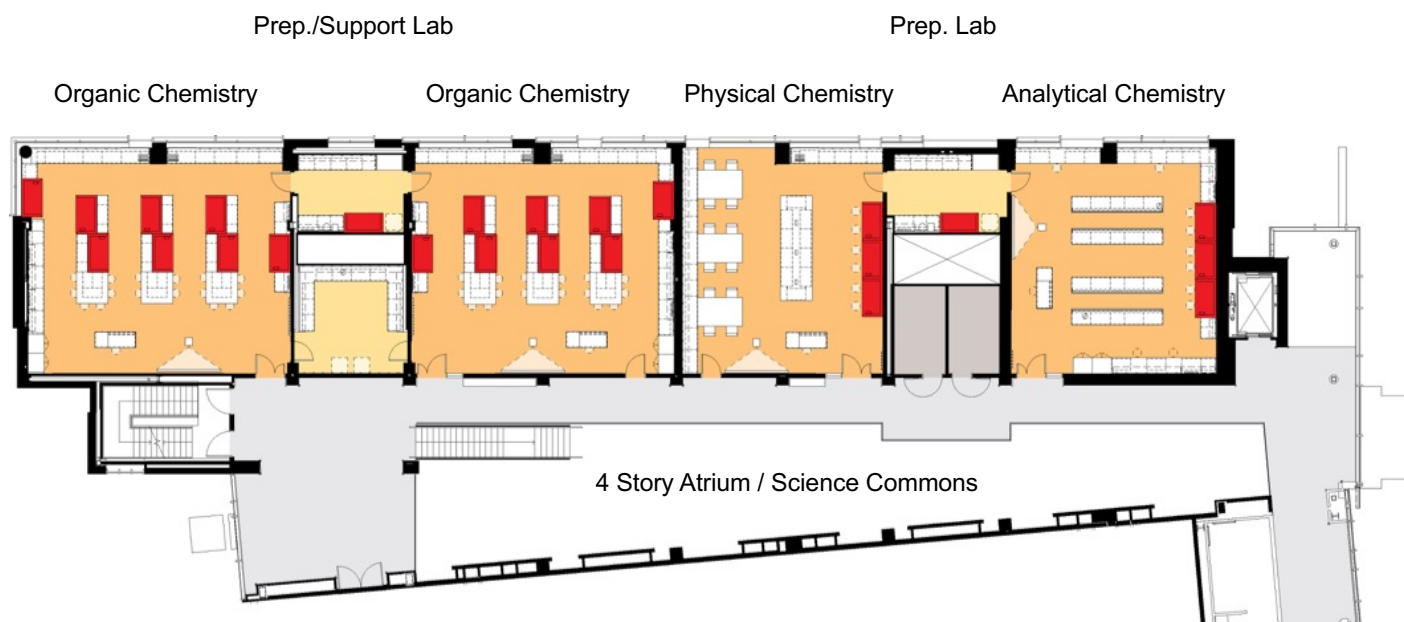 Prep./Support Lab
Prep. Lab
Organic Chemistry
Organic Chemistry
Physical Chemistry
Analytical Chemistry
4 Story Atrium / Science Commons